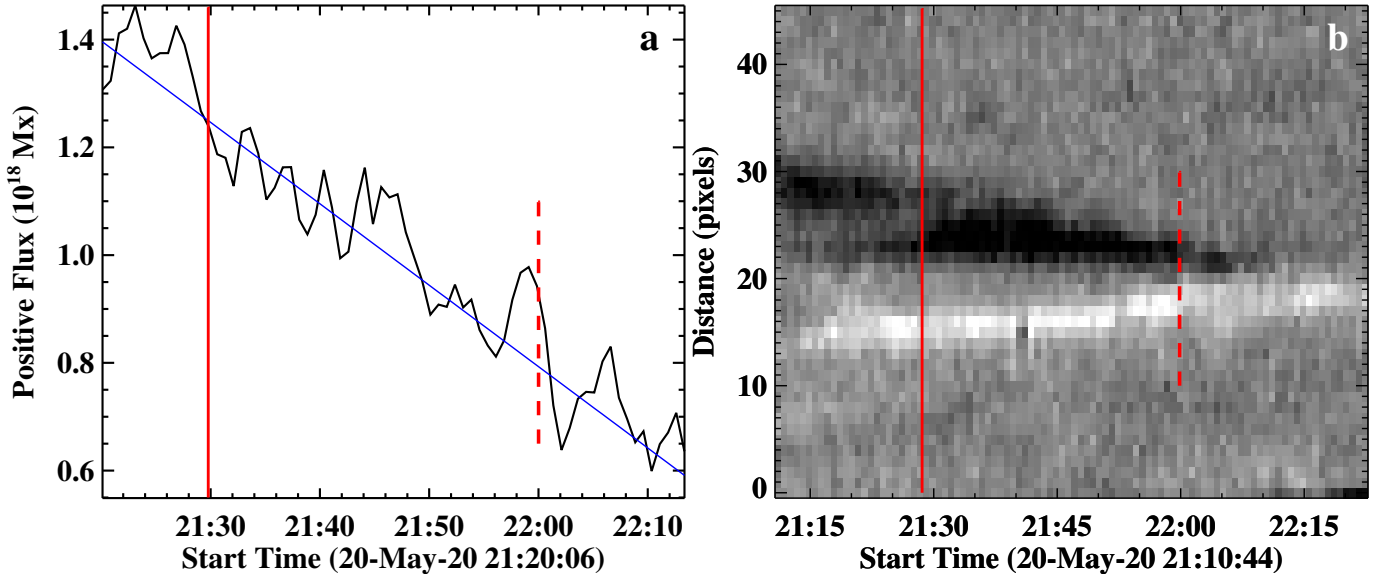 a
1.4
1.2
1.0
0.8
0.6
Positive Flux (10^18 Mx)
21:30 21:40 21:50 22:00 22:10
Start Time (20-May-20 21:20:06)
b
40
30
20
10
0
Distance (pixels)
21:15 21:30 21:45 22:00 22:15
Start Time (20-May-20 21:10:44)